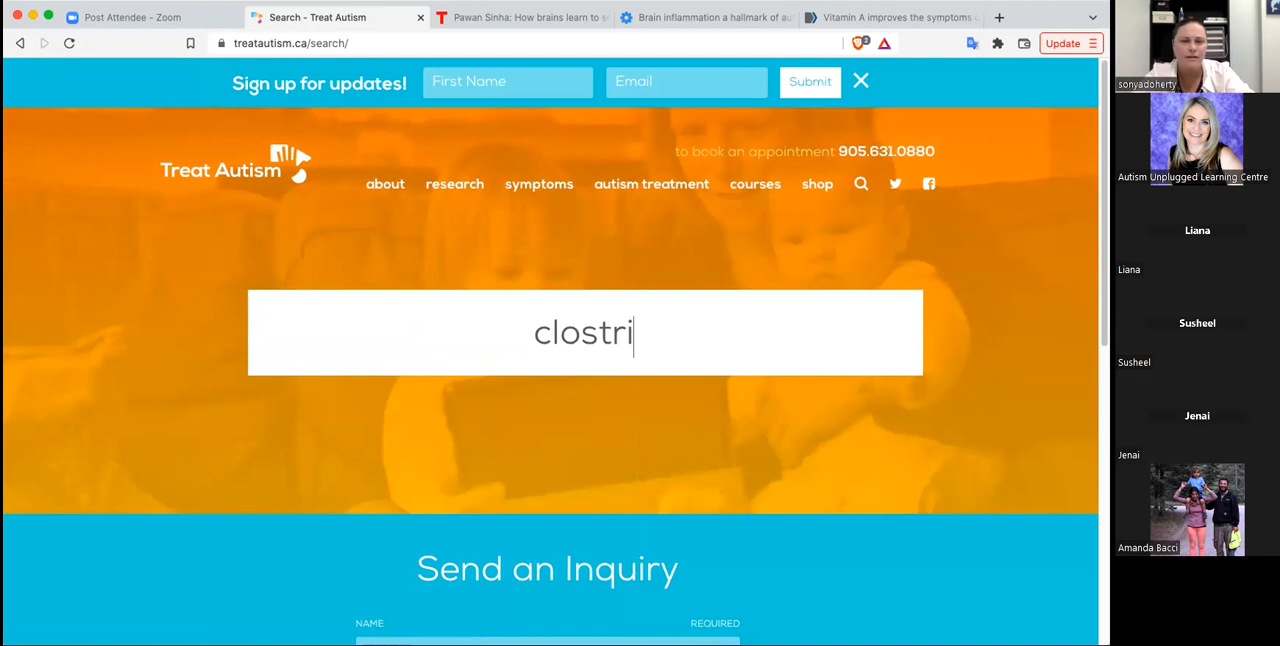 Post Attendee - Zoom
Search - Treat Autism
Pawan Sinha: How brains learn to s
Brain inflammation a hallmark of au
Vitamin A improves the symptoms
treatautism.ca/search/
2
Update
Sign up for updates!
First Name
Email
Submit
Treat Autism
to book an appointment 905.631.0880
about
research
symptoms
autism treatment
courses
shop
clostri
Send an Inquiry
NAME
REQUIRED
sonyadoherty
Autism Unplugged Learning Centre
Liana
Liana
Susheel
Susheel
Jenai
Jenai
Amanda Bacci